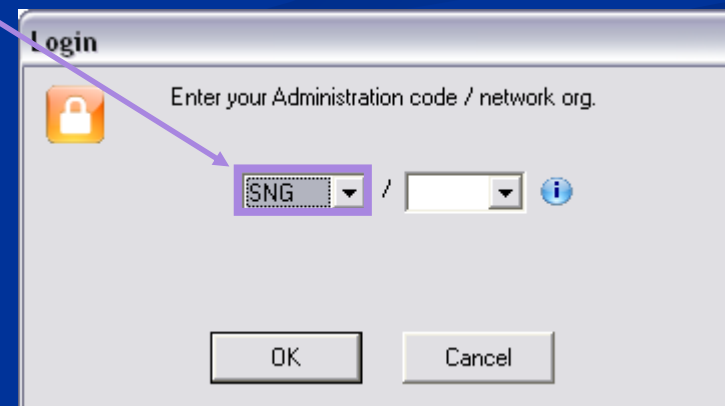 Login
Enter your Administration code / network org.
SNG /
OK Cancel